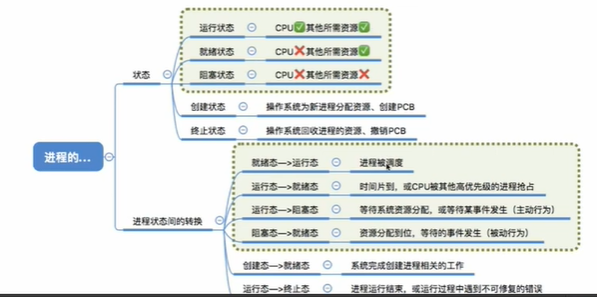 运行状态 CPU✅其他所需资源✅
就绪状态 CPU❌其他所需资源✅
状态 阻塞状态 CPU❌其他所需资源❌
创建状态 操作系统为新进程分配资源、创建PCB
终止状态 操作系统回收进程的资源、撤销PCB
进程的...
就绪态—>运行态 进程被调度
运行态—>就绪态 时间片到，或CPU被其他高优先级的进程抢占
运行态—>阻塞态 等待系统资源分配，或等待某事件发生（主动行为）
进程状态间的转换 阻塞态—>就绪态 资源分配到位，等待的事件发生（被动行为）
创建态—>就绪态 系统完成创建进程相关的工作
运行态—>终止态 进程运行结束，或运行过程中遇到不可修复的错误